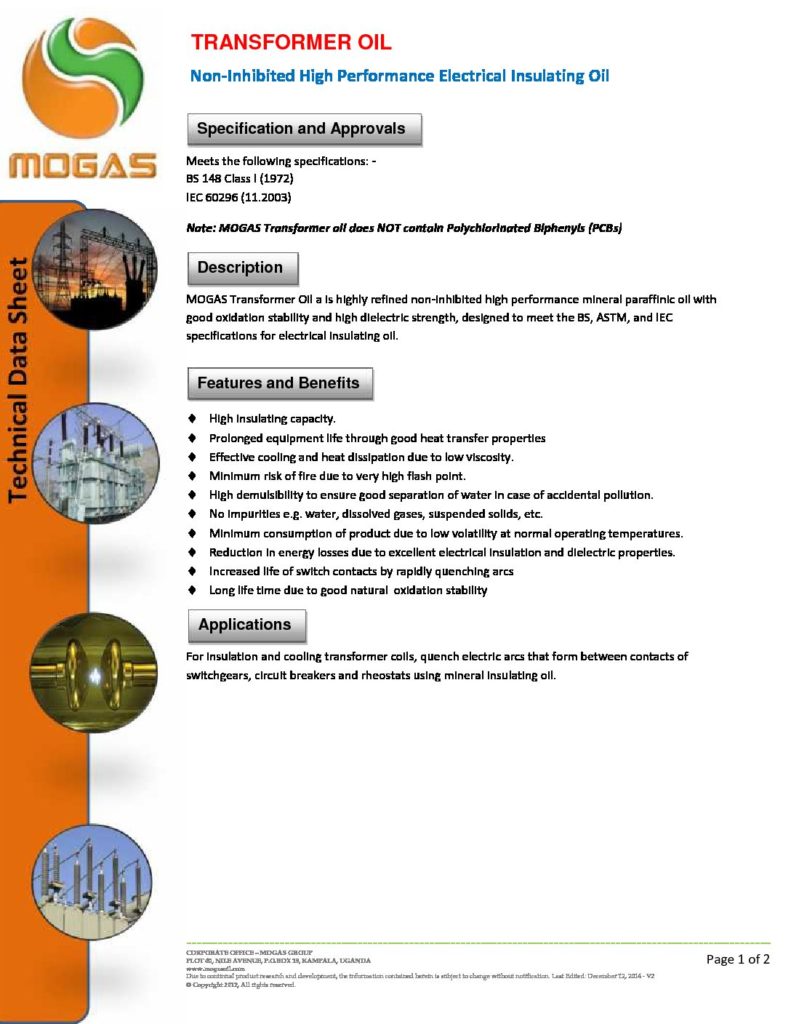 MOGAS
Technical Data Sheet
TRANSFORMER OIL
Non-Inhibited High Performance Electrical Insulating Oil
Specification and Approvals
Meets the following specifications: -
BS 148 Class I (1972)
IEC 60296 (11.2003)
Note: MOGAS Transformer oil does NOT contain Polychlorinated Biphenyls (PCBs)
Description
MOGAS Transformer Oil a is highly refined non-inhibited high performance mineral paraffinic oil with
good oxidation stability and high dielectric strength, designed to meet the BS, ASTM, and IEC
specifications for electrical insulating oil.
Features and Benefits
♦ High insulating capacity.
♦ Prolonged equipment life through good heat transfer properties
♦ Effective cooling and heat dissipation due to low viscosity.
♦ Minimum risk of fire due to very high flash point.
♦ High demulsibility to ensure good separation of water in case of accidental pollution.
♦ No impurities e.g. water, dissolved gases, suspended solids, etc.
♦ Minimum consumption of product due to low volatility at normal operating temperatures.
♦ Reduction in energy losses due to excellent electrical insulation and dielectric properties.
♦ Increased life of switch contacts by rapidly quenching arcs
♦ Long life time due to good natural oxidation stability
Applications
For insulation and cooling transformer coils, quench electric arcs that form between contacts of
switchgears, circuit breakers and rheostats using mineral insulating oil.
CORPORATE OFFICE – MOGAS GROUP
PLOT NILE AVENUE, P.O.BOX KAMPALA, UGANDA
Due to continual product research and development, the information contained herein is subject to change without notification. Last Edited: December 12, 2014 - V2
© Copyright 2012, All rights reserved.
Page 1 of 2